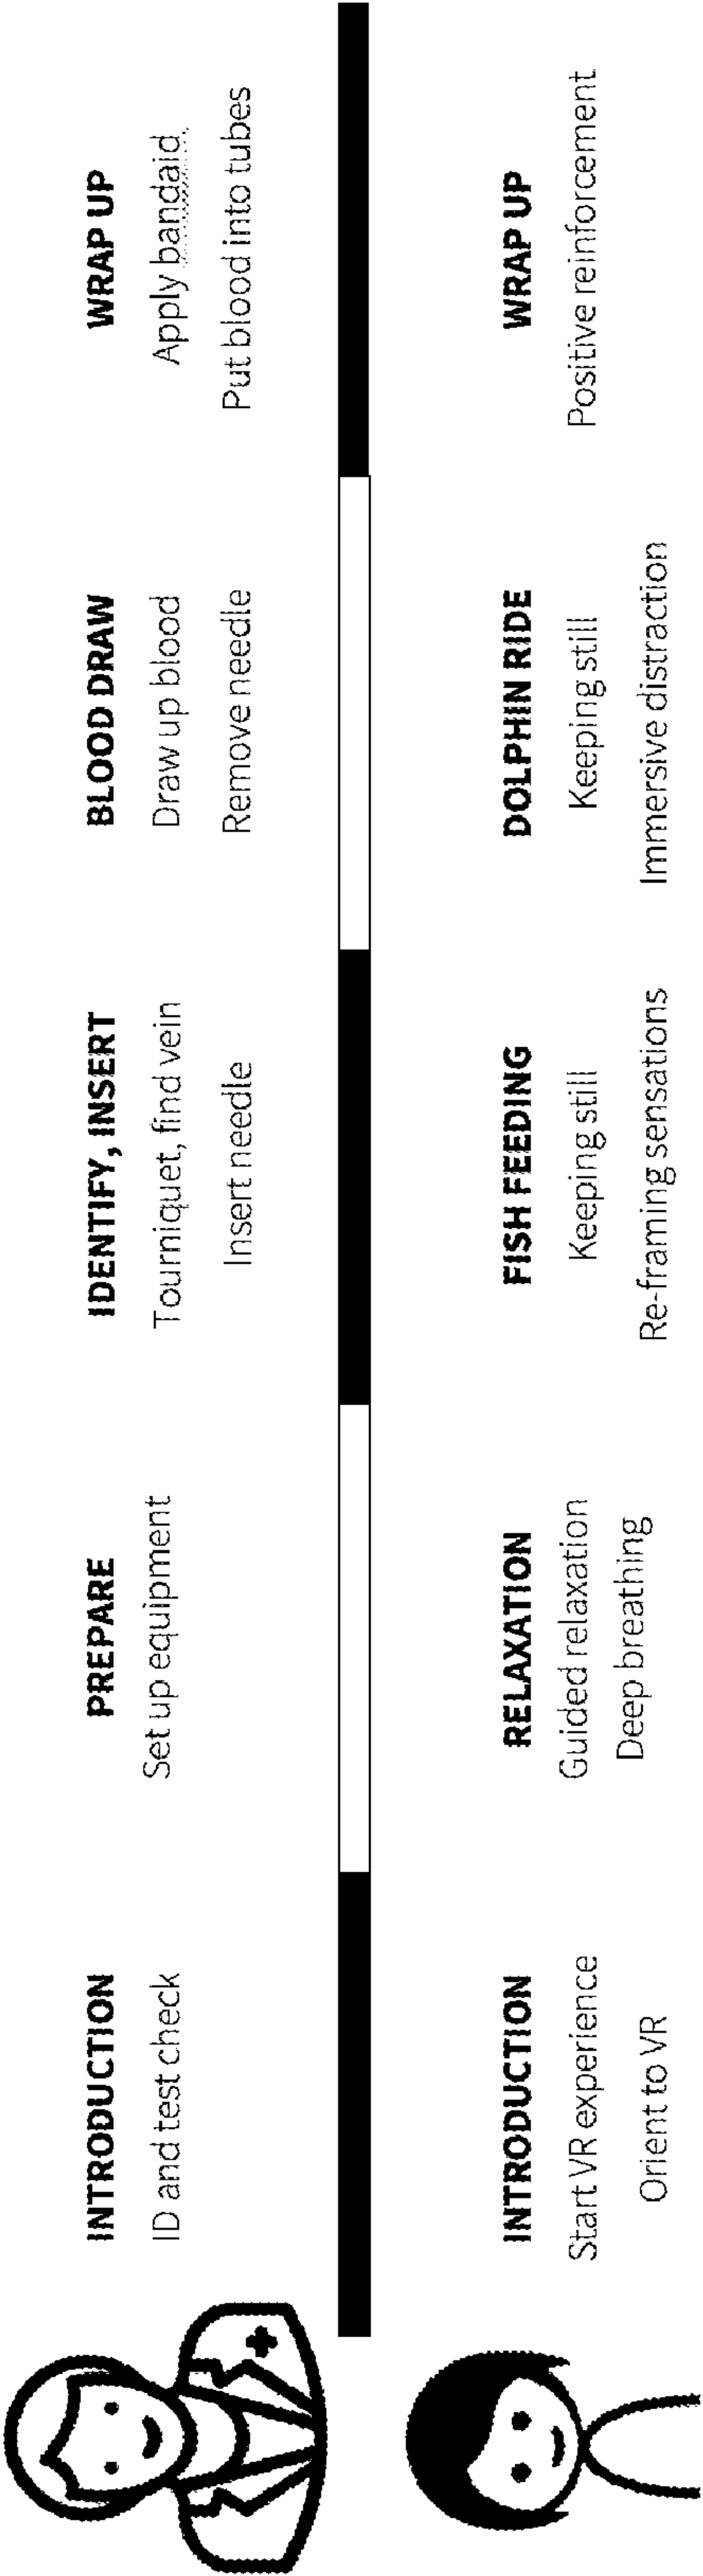 INTRODUCTION
ID and test check
PREPARE
Set up equipment
IDENTIFY, INSERT
Tourniquet, find vein
Insert needle
BLOOD DRAW
Draw up blood
Remove needle
WRAP UP
Apply bandaid
Put blood into tubes
INTRODUCTION
Start VR experience
Orient to VR
RELAXATION
Guided relaxation
Deep breathing
FISH FEEDING
Keeping still
Re-framing sensations
DOLPHIN RIDE
Keeping still
Immersive distraction
WRAP UP
Positive reinforcement